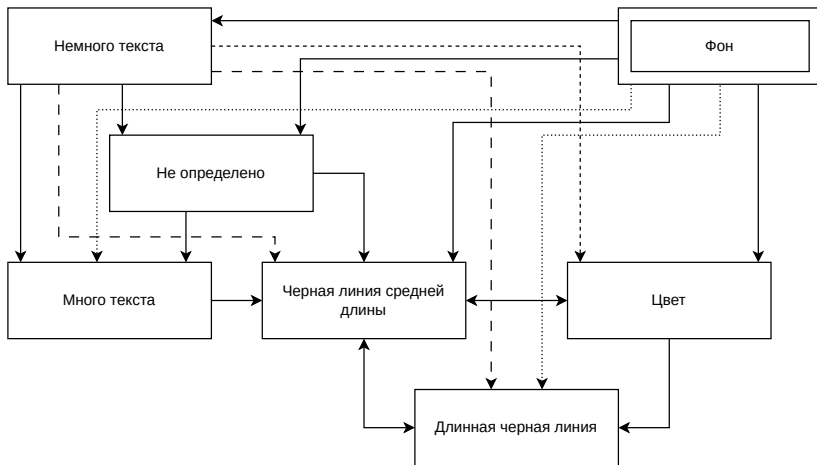 Немного текста
Фон
Не определено
Много текста
Черная линия средней
длины
Цвет
Длинная черная линия